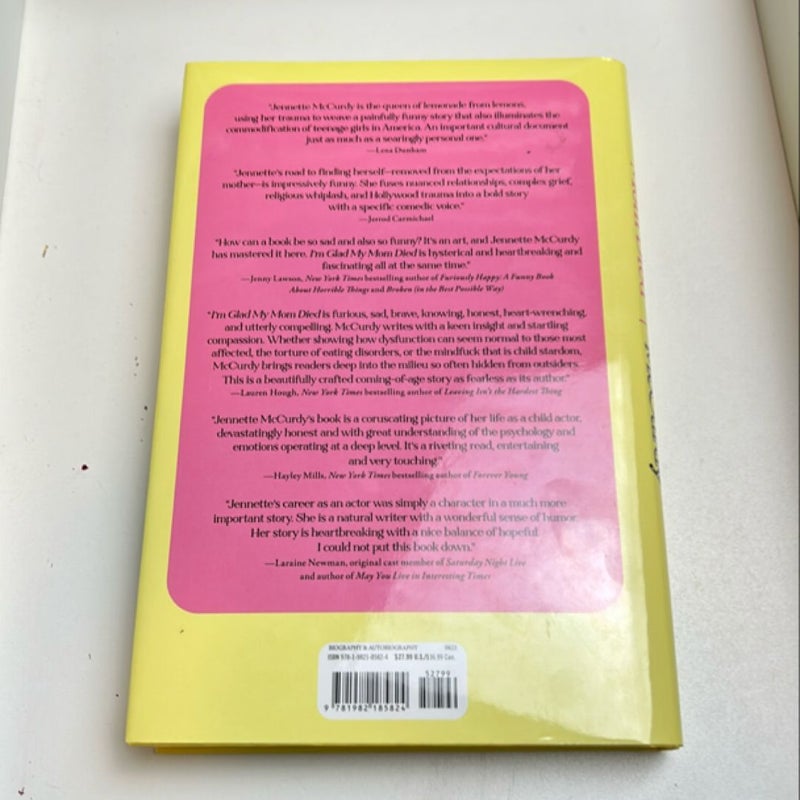 "Jennette McCurdy is the queen of lemonade from lemons,
using her trauma to weave a painfully funny story that also illuminates the
commodification of teenage girls in America. An important cultural document
just as much as a searingly personal one."
—Lena Dunham
"Jennette's road to finding herself—removed from the expectations of her
mother—is impressively funny. She fuses nuanced relationships, complex grief,
religious whiplash, and Hollywood trauma into a bold story
with a specific comedic voice."
—Jerrod Carmichael
"How can a book be so sad and also so funny? It's an art, and Jennette McCurdy
has mastered it here. I'm Glad My Mom Died is hysterical and heartbreaking and
fascinating all at the same time."
—Jenny Lawson, New York Times bestselling author of Furiously Happy: A Funny Book
About Horrible Things and Broken (in the Best Possible Way)
"I'm Glad My Mom Died is furious, sad, brave, knowing, honest, heart-wrenching,
and utterly compelling. McCurdy writes with a keen insight and startling
compassion. Whether showing how dysfunction can seem normal to those most
affected, the torture of eating disorders, or the mindfuck that is child stardom,
McCurdy brings readers deep into the milieu so often hidden from outsiders.
This is a beautifully crafted coming-of-age story as fearless as its author."
—Lauren Hough, New York Times bestselling author of Leaving Isn't the Hardest Thing
"Jennette McCurdy's book is a coruscating picture of her life as a child actor,
devastatingly honest and with great understanding of the psychology and
emotions operating at a deep level. It's a riveting read, entertaining
and very touching."
—Hayley Mills, New York Times bestselling author of Forever Young
"Jennette's career as an actor was simply a character in a much more
important story. She is a natural writer with a wonderful sense of humor.
Her story is heartbreaking with a nice balance of hopeful.
I could not put this book down."
—Laraine Newman, original cast member of Saturday Night Live
and author of May You Live in Interesting Times
BIOGRAPHY & AUTOBIOGRAPHY
ISBN 978-1-9821-8582-4 $27.99 U.S./$36.99 Can.
52799
9 781982 185824